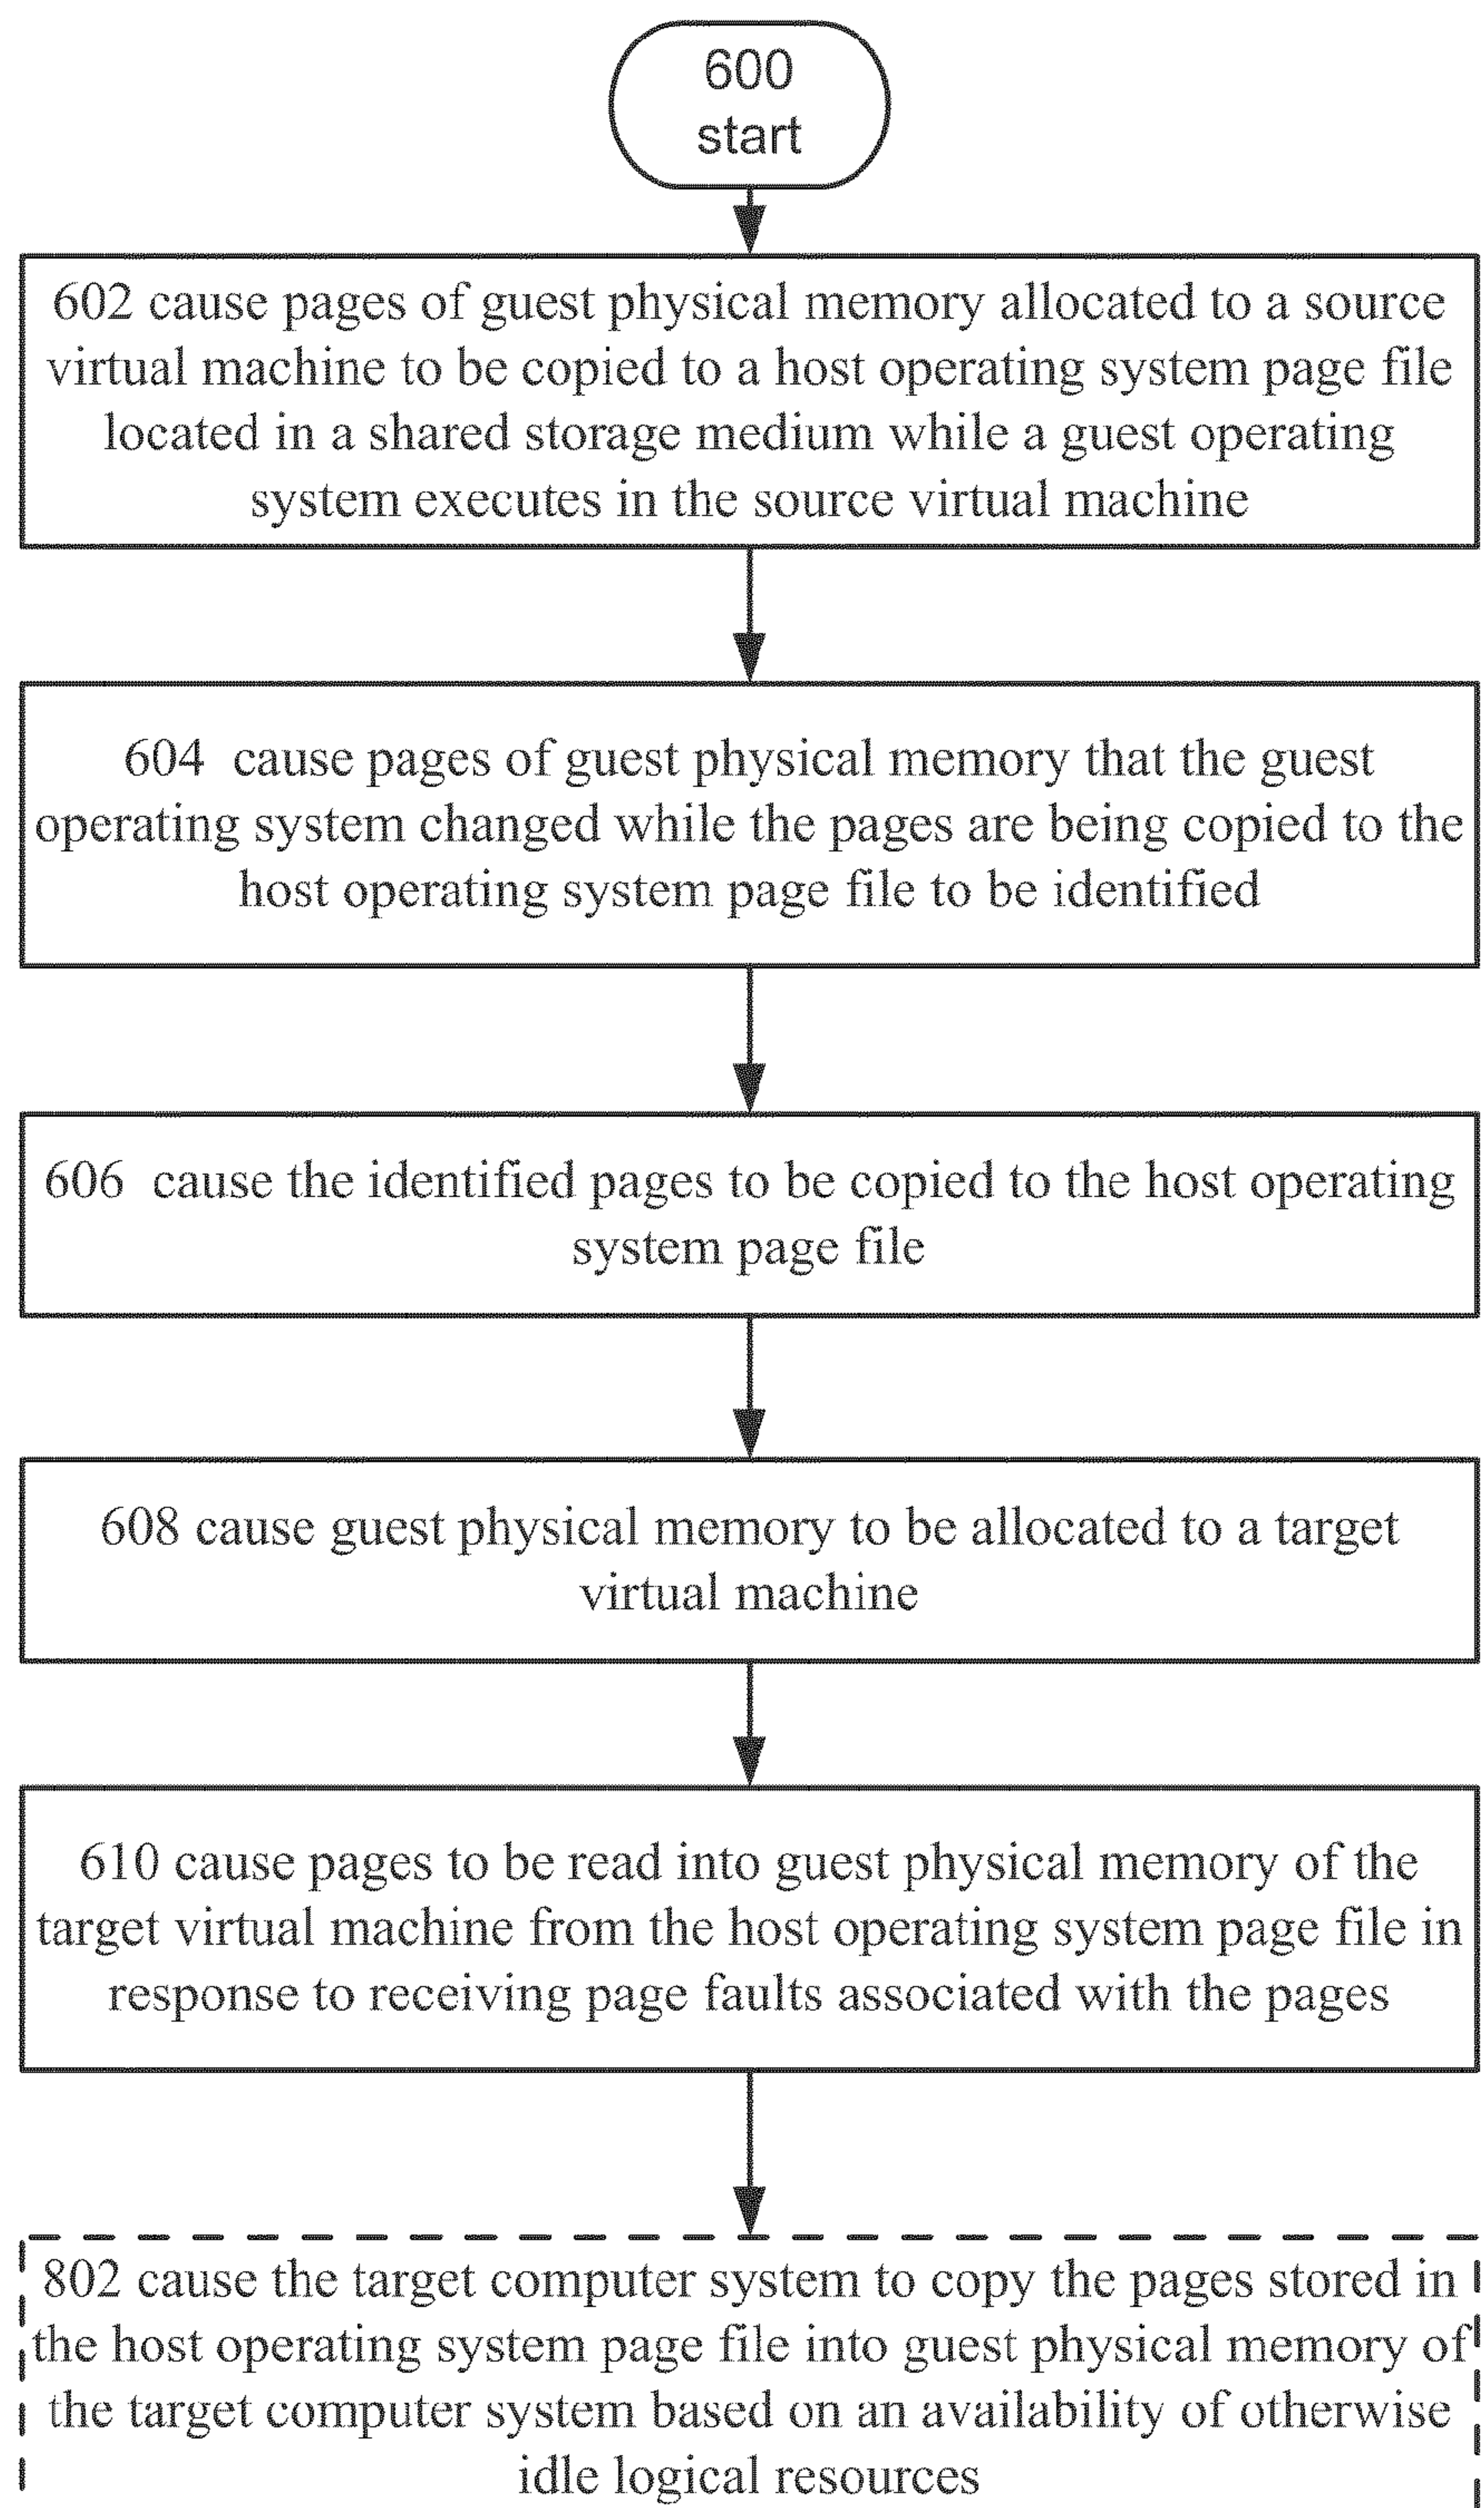 600
start
602 cause pages of guest physical memory allocated to a source
virtual machine to be copied to a host operating system page file
located in a shared storage medium while a guest operating
system executes in the source virtual machine
604 cause pages of guest physical memory that the guest
operating system changed while the pages are being copied to the
host operating system page file to be identified
606 cause the identified pages to be copied to the host operating
system page file
608 cause guest physical memory to be allocated to a target
virtual machine
610 cause pages to be read into guest physical memory of the
target virtual machine from the host operating system page file in
response to receiving page faults associated with the pages
802 cause the target computer system to copy the pages stored in
the host operating system page file into guest physical memory of
the target computer system based on an availability of otherwise
idle logical resources